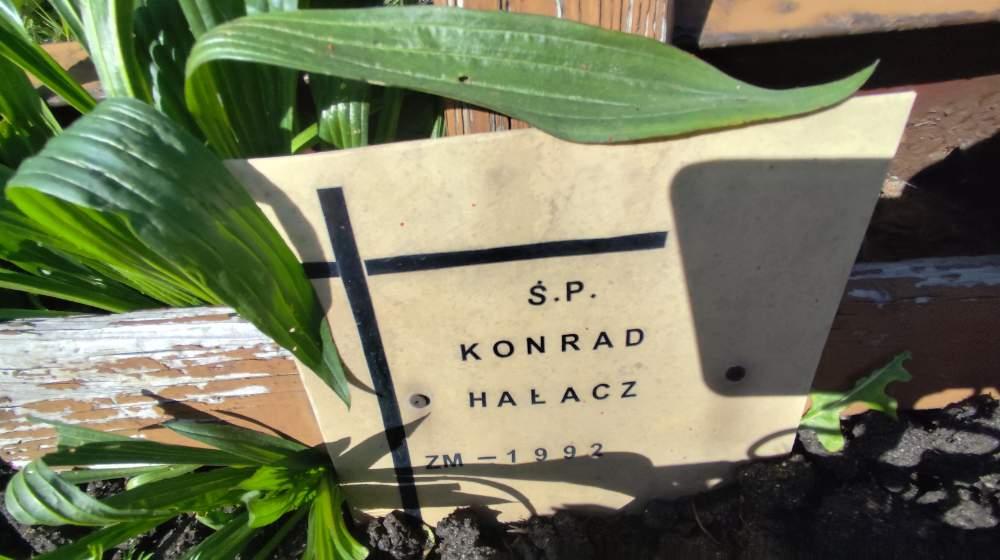 Ś.P.
KONRAD
HAŁACZ
ZM – 1992